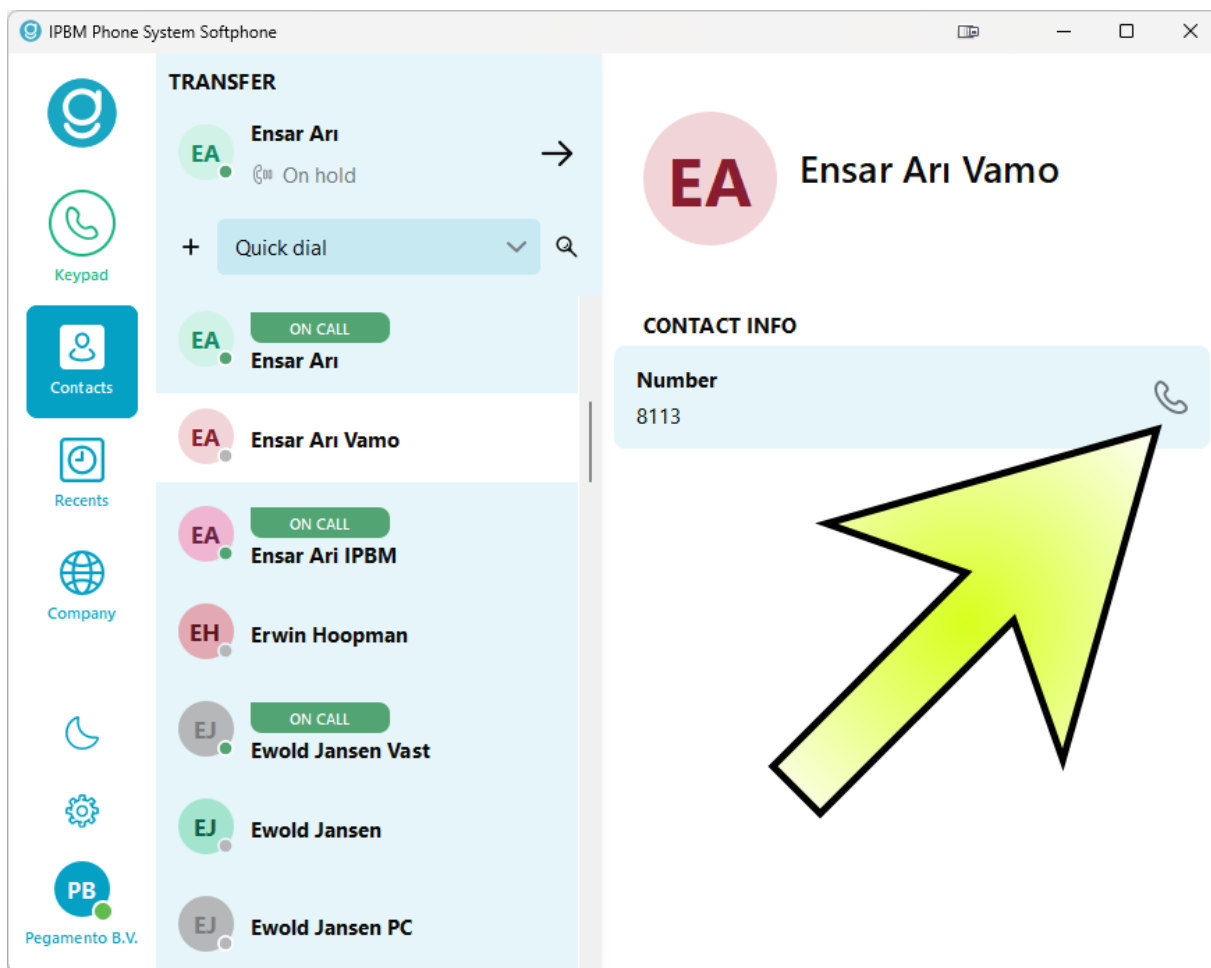 IPBM Phone System Softphone
TRANSFER
EA
Ensar Arı
On hold
Quick dial
Keypad
Contacts
Recents
Company
PB
Pegamento B.V.
EA
ON CALL
Ensar Arı
EA
Ensar Arı Vamo
EA
ON CALL
Ensar Ari IPBM
EH
Erwin Hoopman
EJ
ON CALL
Ewold Jansen Vast
EJ
Ewold Jansen
EJ
Ewold Jansen PC
EA
Ensar Arı Vamo
CONTACT INFO
Number
8113